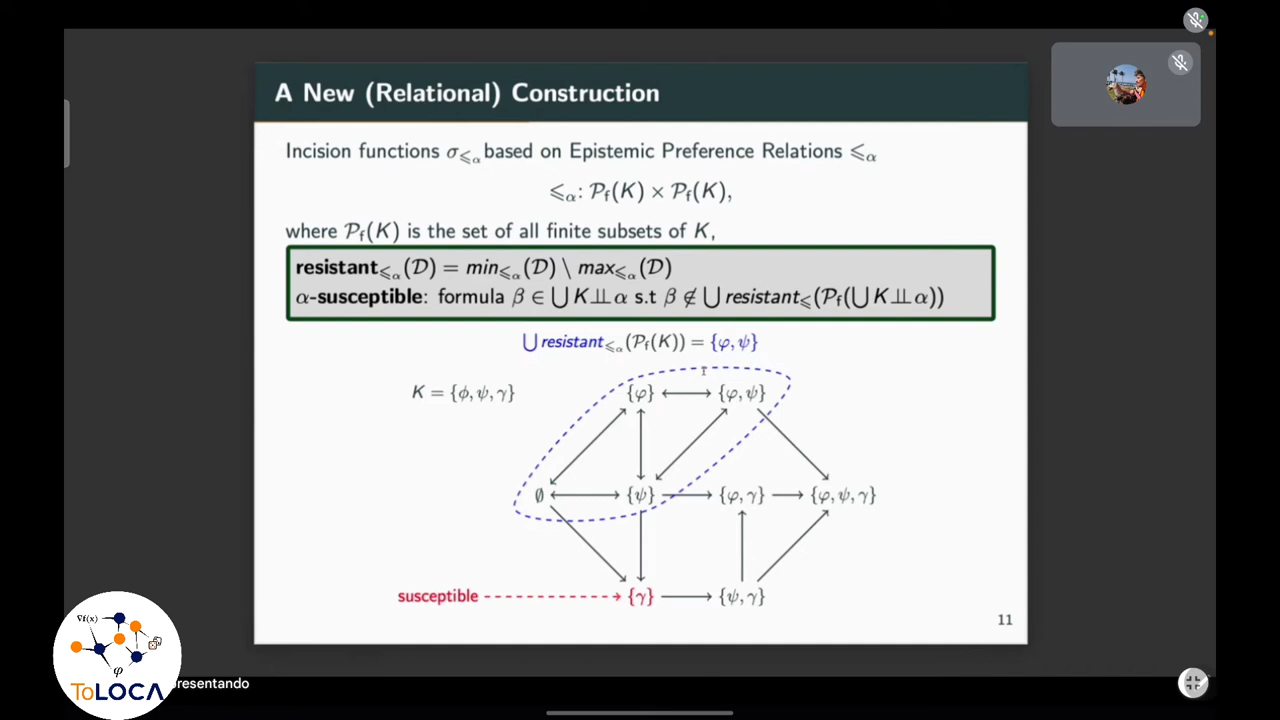 A New (Relational) Construction
Incision functions σ⩽α based on Epistemic Preference Relations ⩽α
⩽α: 𝒫f(K) × 𝒫f(K),
where 𝒫f(K) is the set of all finite subsets of K,
resistant⩽α(𝒟) = min⩽α(𝒟) \ max⩽α(𝒟)
α-susceptible: formula β ∈ ⋃ K⫫α s.t β ∉ ⋃ resistant⩽(𝒫f(⋃ K⫫α))
⋃ resistant⩽α(𝒫f(K)) = {φ, ψ}
K = {ϕ, ψ, γ}
{φ} {φ, ψ}
∅ {ψ} {φ, γ} {φ, ψ, γ}
susceptible {γ} {ψ, γ}
11
∇f(x)
φ
ToLOCA
presentando